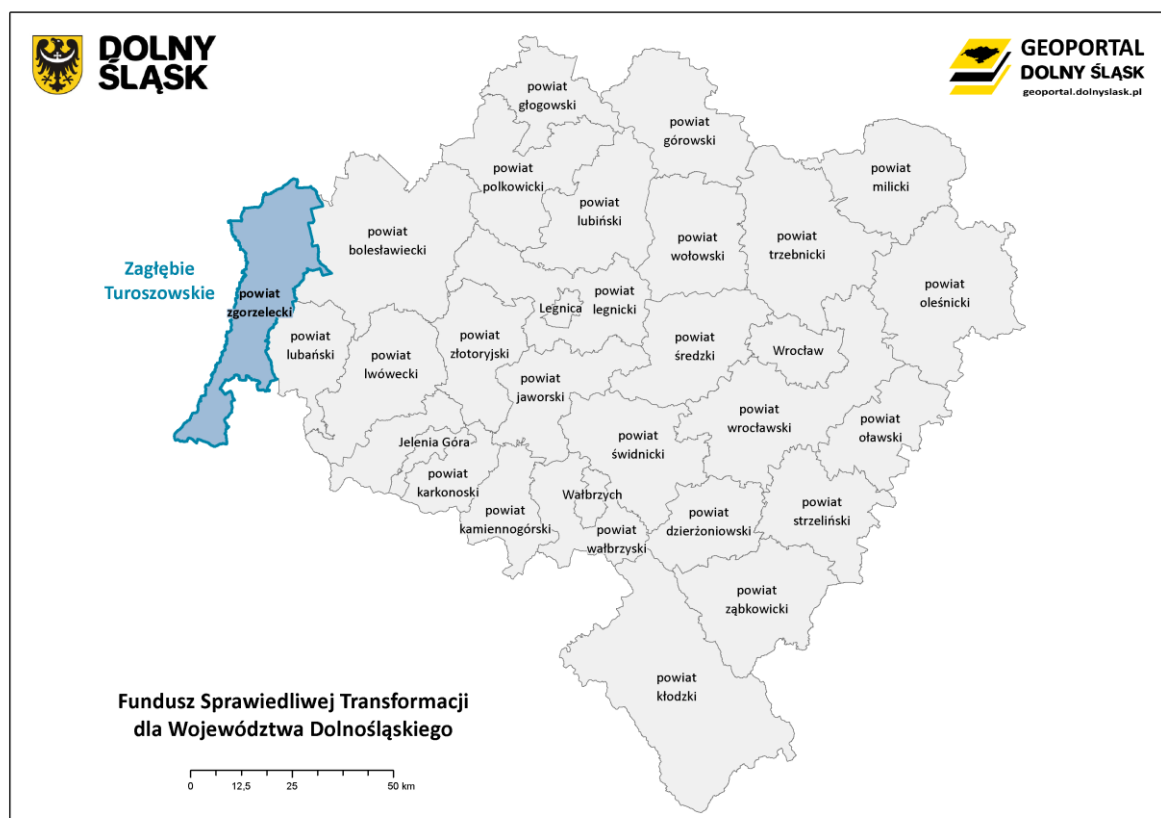 DOLNY
ŚLĄSK
GEOPORTAL
DOLNY ŚLĄSK
geoportal.dolnyslask.pl
powiat
głogowski
powiat
górowski
powiat
polkowicki
powiat
milicki
powiat
lubiński
powiat
bolesławiecki
powiat
wołowski
powiat
trzebnicki
Zagłębie
Turoszowskie
powiat
zgorzelecki
powiat
oleśnicki
Legnica
powiat
legnicki
powiat
lubański
powiat
lwówecki
powiat
złotoryjski
powiat
średzki
Wrocław
powiat
jaworski
powiat
wrocławski
powiat
oławski
Jelenia Góra
powiat
świdnicki
powiat
karkonoski
Wałbrzych
powiat
kamiennogórski
powiat
wałbrzyski
powiat
dzierżoniowski
powiat
strzeliński
powiat
ząbkowicki
powiat
kłodzki
Fundusz Sprawiedliwej Transformacji
dla Województwa Dolnośląskiego
0 12,5 25 50 km